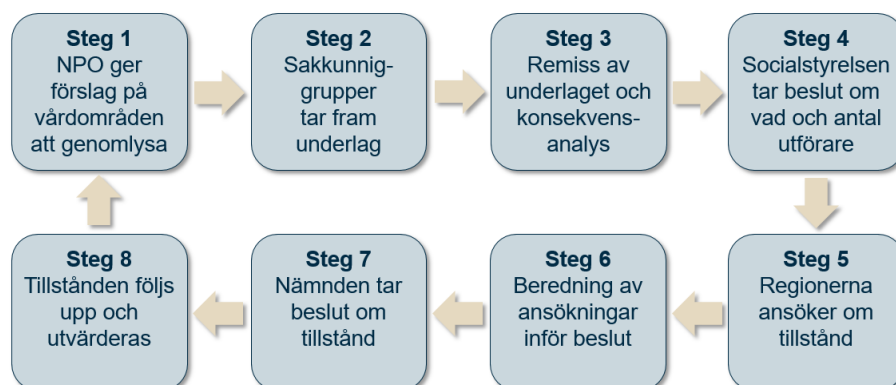 Steg 1
NPO ger
förslag på
vårdområden
att genomlysa
Steg 2
Sakkunnig-
grupper
tar fram
underlag
Steg 3
Remiss av
underlaget och
konsekvens-
analys
Steg 4
Socialstyrelsen
tar beslut om
vad och antal
utförare
Steg 5
Regionerna
ansöker om
tillstånd
Steg 6
Beredning av
ansökningar
inför beslut
Steg 7
Nämnden tar
beslut om
tillstånd
Steg 8
Tillstånden följs
upp och
utvärderas